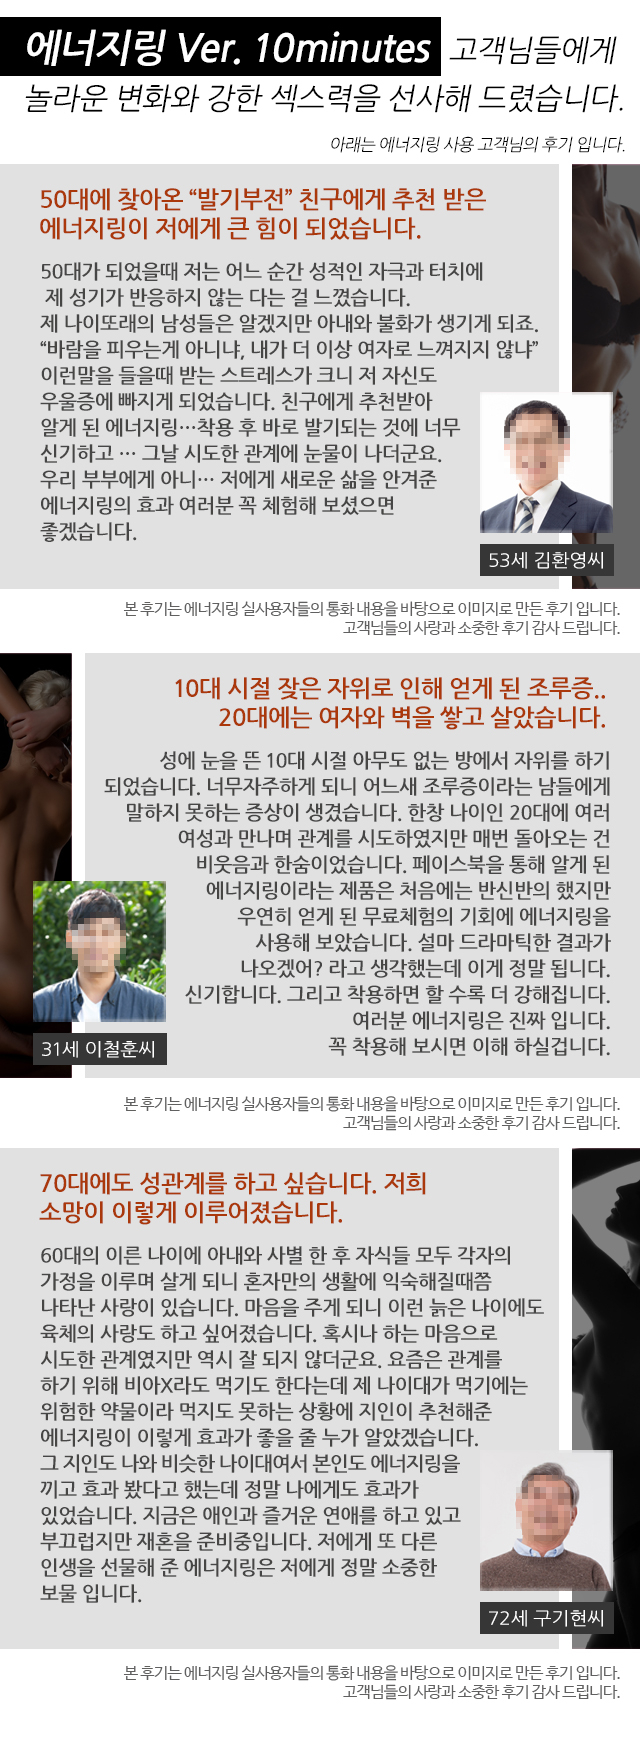 에너지링 Ver. 10minutes 고객님들에게
놀라운 변화와 강한 섹스력을 선사해 드렸습니다.
아래는 에너지링 사용 고객님의 후기 입니다.
50대에 찾아온 “발기부전” 친구에게 추천 받은
에너지링이 저에게 큰 힘이 되었습니다.
50대가 되었을때 저는 어느 순간 성적인 자극과 터치에
제 성기가 반응하지 않는 다는 걸 느꼈습니다.
제 나이또래의 남성들은 알겠지만 아내와 불화가 생기게 되죠.
“바람을 피우는게 아니냐, 내가 더 이상 여자로 느껴지지 않냐”
이런말을 들을때 받는 스트레스가 크니 저 자신도
우울증에 빠지게 되었습니다. 친구에게 추천받아
알게 된 에너지링…착용 후 바로 발기되는 것에 너무
신기하고 … 그날 시도한 관계에 눈물이 나더군요.
우리 부부에게 아니… 저에게 새로운 삶을 안겨준
에너지링의 효과 여러분 꼭 체험해 보셨으면
좋겠습니다.
53세 김환영씨
본 후기는 에너지링 실사용자들의 통화 내용을 바탕으로 이미지로 만든 후기 입니다.
고객님들의 사랑과 소중한 후기 감사 드립니다.
10대 시절 잦은 자위로 인해 얻게 된 조루증..
20대에는 여자와 벽을 쌓고 살았습니다.
성에 눈을 뜬 10대 시절 아무도 없는 방에서 자위를 하기
되었습니다. 너무자주하게 되니 어느새 조루증이라는 남들에게
말하지 못하는 증상이 생겼습니다. 한창 나이인 20대에 여러
여성과 만나며 관계를 시도하였지만 매번 돌아오는 건
비웃음과 한숨이었습니다. 페이스북을 통해 알게 된
에너지링이라는 제품은 처음에는 반신반의 했지만
우연히 얻게 된 무료체험의 기회에 에너지링을
사용해 보았습니다. 설마 드라마틱한 결과가
나오겠어? 라고 생각했는데 이게 정말 됩니다.
신기합니다. 그리고 착용하면 할 수록 더 강해집니다.
여러분 에너지링은 진짜 입니다.
꼭 착용해 보시면 이해 하실겁니다.
31세 이철훈씨
본 후기는 에너지링 실사용자들의 통화 내용을 바탕으로 이미지로 만든 후기 입니다.
고객님들의 사랑과 소중한 후기 감사 드립니다.
70대에도 성관계를 하고 싶습니다. 저희
소망이 이렇게 이루어졌습니다.
60대의 이른 나이에 아내와 사별 한 후 자식들 모두 각자의
가정을 이루며 살게 되니 혼자만의 생활에 익숙해질때쯤
나타난 사랑이 있습니다. 마음을 주게 되니 이런 늙은 나이에도
육체의 사랑도 하고 싶어졌습니다. 혹시나 하는 마음으로
시도한 관계였지만 역시 잘 되지 않더군요. 요즘은 관계를
하기 위해 비아X라도 먹기도 한다는데 제 나이대가 먹기에는
위험한 약물이라 먹지도 못하는 상황에 지인이 추천해준
에너지링이 이렇게 효과가 좋을 줄 누가 알았겠습니다.
그 지인도 나와 비슷한 나이대여서 본인도 에너지링을
끼고 효과 봤다고 했는데 정말 나에게도 효과가
있었습니다. 지금은 애인과 즐거운 연애를 하고 있고
부끄럽지만 재혼을 준비중입니다. 저에게 또 다른
인생을 선물해 준 에너지링은 저에게 정말 소중한
보물 입니다.
72세 구기현씨
본 후기는 에너지링 실사용자들의 통화 내용을 바탕으로 이미지로 만든 후기 입니다.
고객님들의 사랑과 소중한 후기 감사 드립니다.